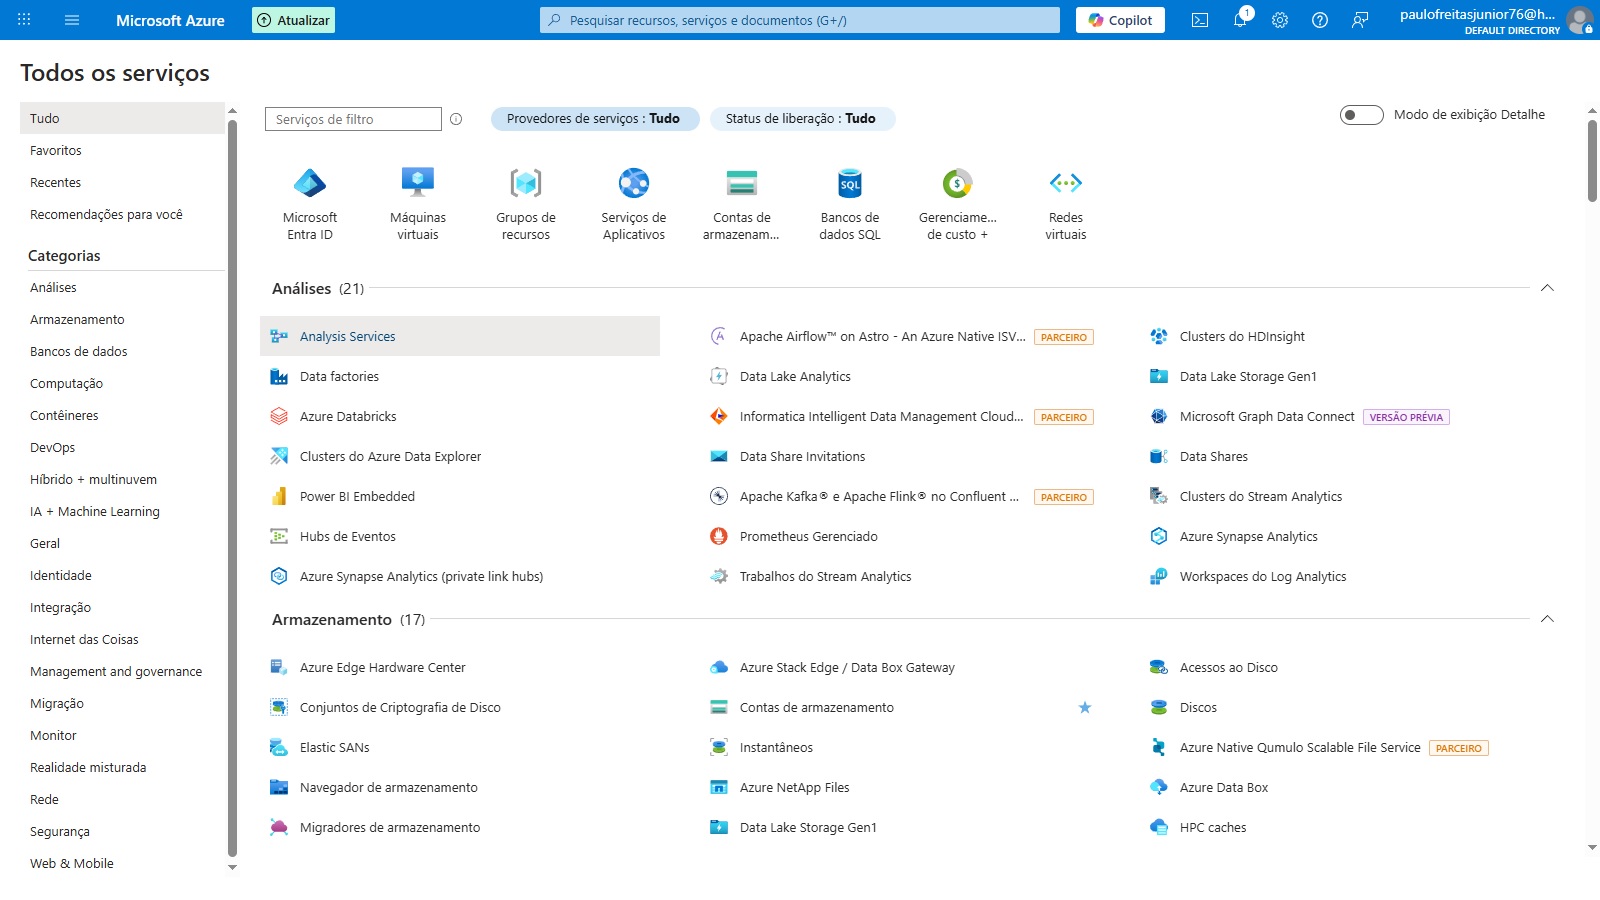 Microsoft Azure
Atualizar
Pesquisar recursos, serviços e documentos (G+/)
Copilot
1
paulofreitasjunior76@h...
DEFAULT DIRECTORY
Todos os serviços
Tudo
Favoritos
Recentes
Recomendações para você
Categorias
Análises
Armazenamento
Bancos de dados
Computação
Contêineres
DevOps
Híbrido + multinuvem
IA + Machine Learning
Geral
Identidade
Integração
Internet das Coisas
Management and governance
Migração
Monitor
Realidade misturada
Rede
Segurança
Web & Mobile
Serviços de filtro
Provedores de serviços : Tudo
Status de liberação : Tudo
Modo de exibição Detalhe
Microsoft
Entra ID
Máquinas
virtuais
Grupos de
recursos
Serviços de
Aplicativos
Contas de
armazenam...
SQL
Bancos de
dados SQL
Gerenciame...
de custo +
Redes
virtuais
Análises (21)
Analysis Services
Apache Airflow™ on Astro - An Azure Native ISV... PARCEIRO
Clusters do HDInsight
Data factories
Data Lake Analytics
Data Lake Storage Gen1
Azure Databricks
Informatica Intelligent Data Management Cloud... PARCEIRO
Microsoft Graph Data Connect VERSÃO PRÉVIA
Clusters do Azure Data Explorer
Data Share Invitations
Data Shares
Power BI Embedded
Apache Kafka® e Apache Flink® no Confluent ... PARCEIRO
Clusters do Stream Analytics
Hubs de Eventos
Prometheus Gerenciado
Azure Synapse Analytics
Azure Synapse Analytics (private link hubs)
Trabalhos do Stream Analytics
Workspaces do Log Analytics
Armazenamento (17)
Azure Edge Hardware Center
Azure Stack Edge / Data Box Gateway
Acessos ao Disco
Conjuntos de Criptografia de Disco
Contas de armazenamento
Discos
Elastic SANs
Instantâneos
Azure Native Qumulo Scalable File Service PARCEIRO
Navegador de armazenamento
Azure NetApp Files
Azure Data Box
Migradores de armazenamento
Data Lake Storage Gen1
HPC caches